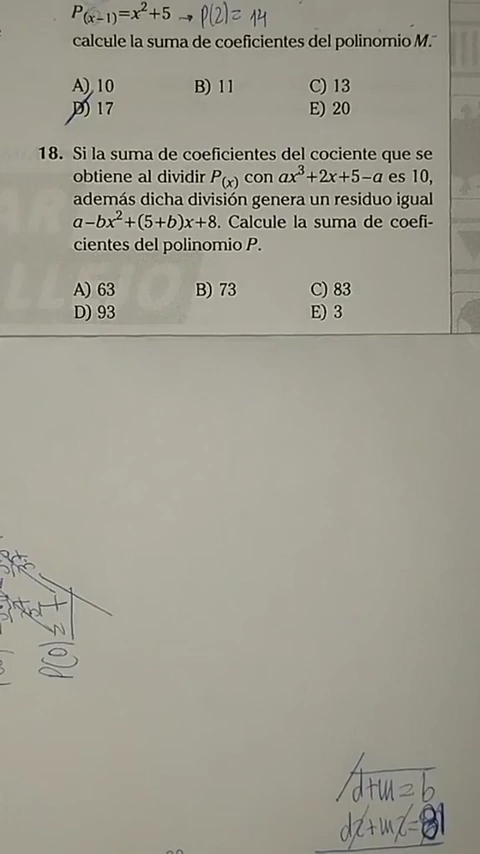 P(x−1)=x²+5 → P(2)= 14
calcule la suma de coeficientes del polinomio M.
A) 10 B) 11 C) 13
D) 17 E) 20
18. Si la suma de coeficientes del cociente que se
obtiene al dividir P(x) con ax³+2x+5−a es 10,
además dicha división genera un residuo igual
a−bx²+(5+b)x+8. Calcule la suma de coefi-
cientes del polinomio P.
A) 63 B) 73 C) 83
D) 93 E) 3
P(0)=
d+m=6